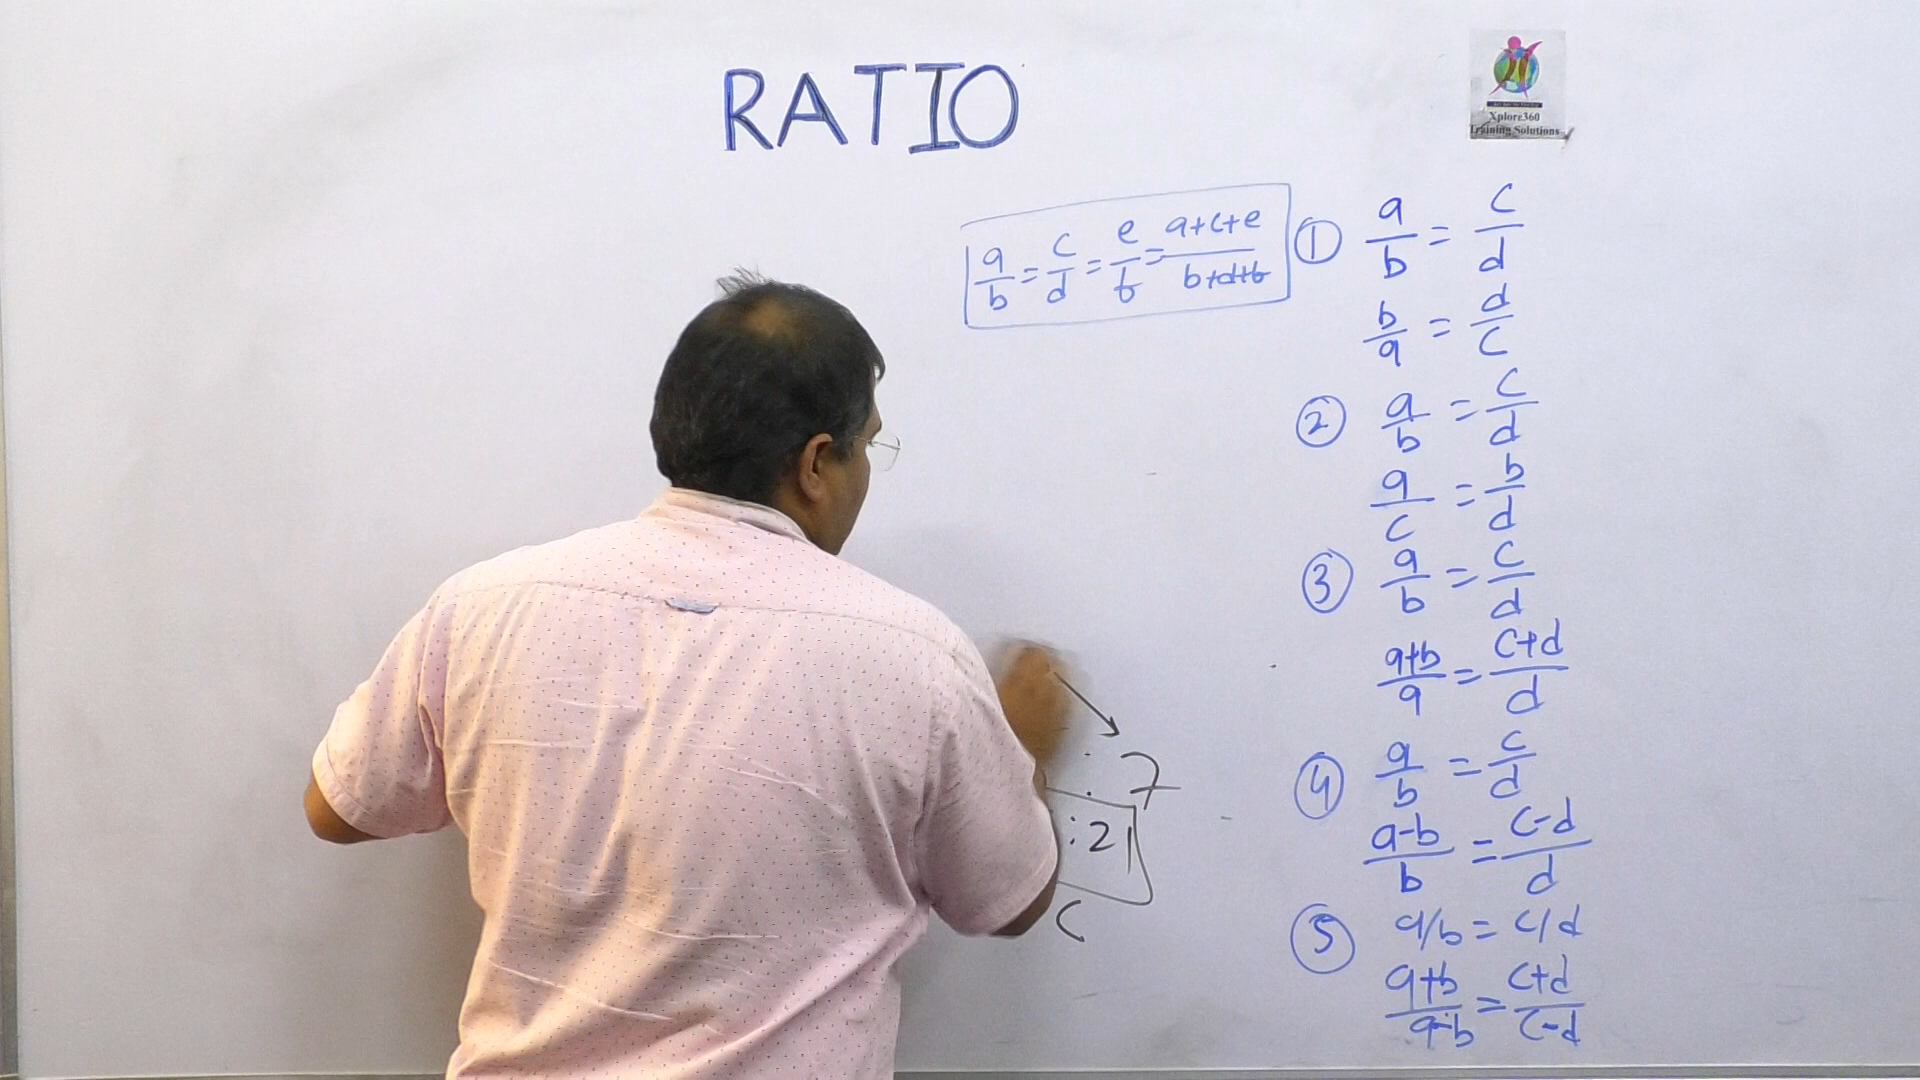 RATIO
Xplore360
Training Solutions
a/b = c/d = e/f = a+c+e/b+d+f
① a/b = c/d
b/a = d/c
② a/b = c/d
a/c = b/d
③ a/b = c/d
a+b/a = c+d/d
④ a/b = c/d
a-b/b = c-d/d
⑤ a/b = c/d
a+b/a-b = c+d/c-d
: 7
: 21
C